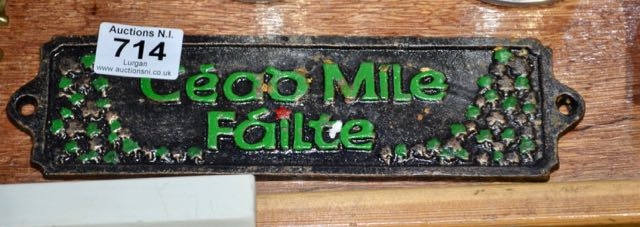 Auctions N.I.
714
Lurgan
www.auctionsni.co.uk
Céad Míle
Fáilte